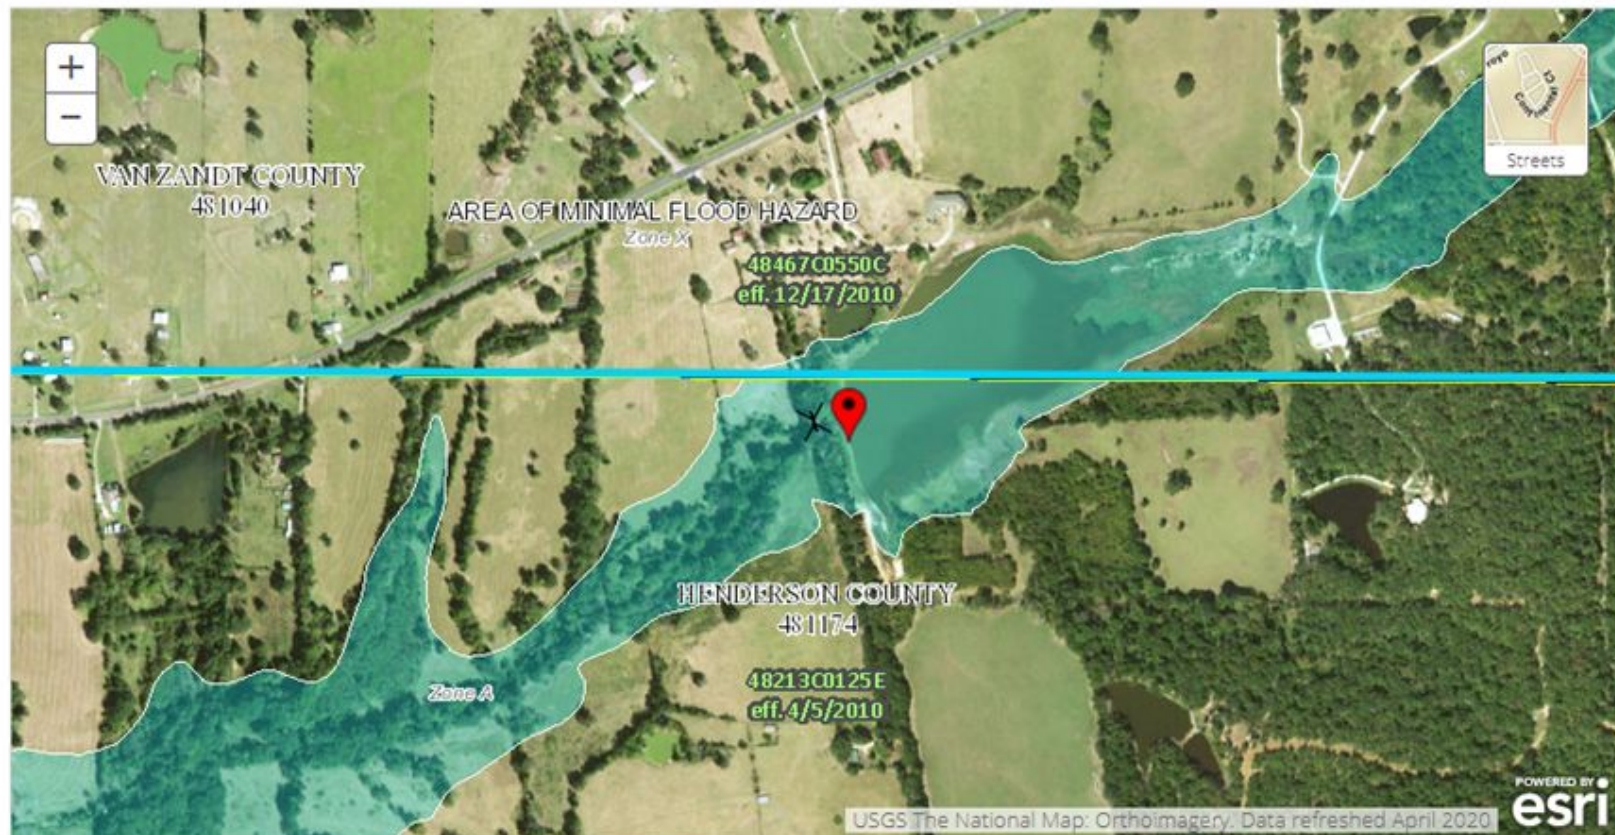 +
−
VAN ZANDT COUNTY
481040
AREA OF MINIMAL FLOOD HAZARD
Zone X
48467C0550C
eff. 12/17/2010
Streets
HENDERSON COUNTY
481174
Zone A
48213C0125E
eff. 4/5/2010
POWERED BY
esri
USGS The National Map: Orthoimagery. Data refreshed April 2020